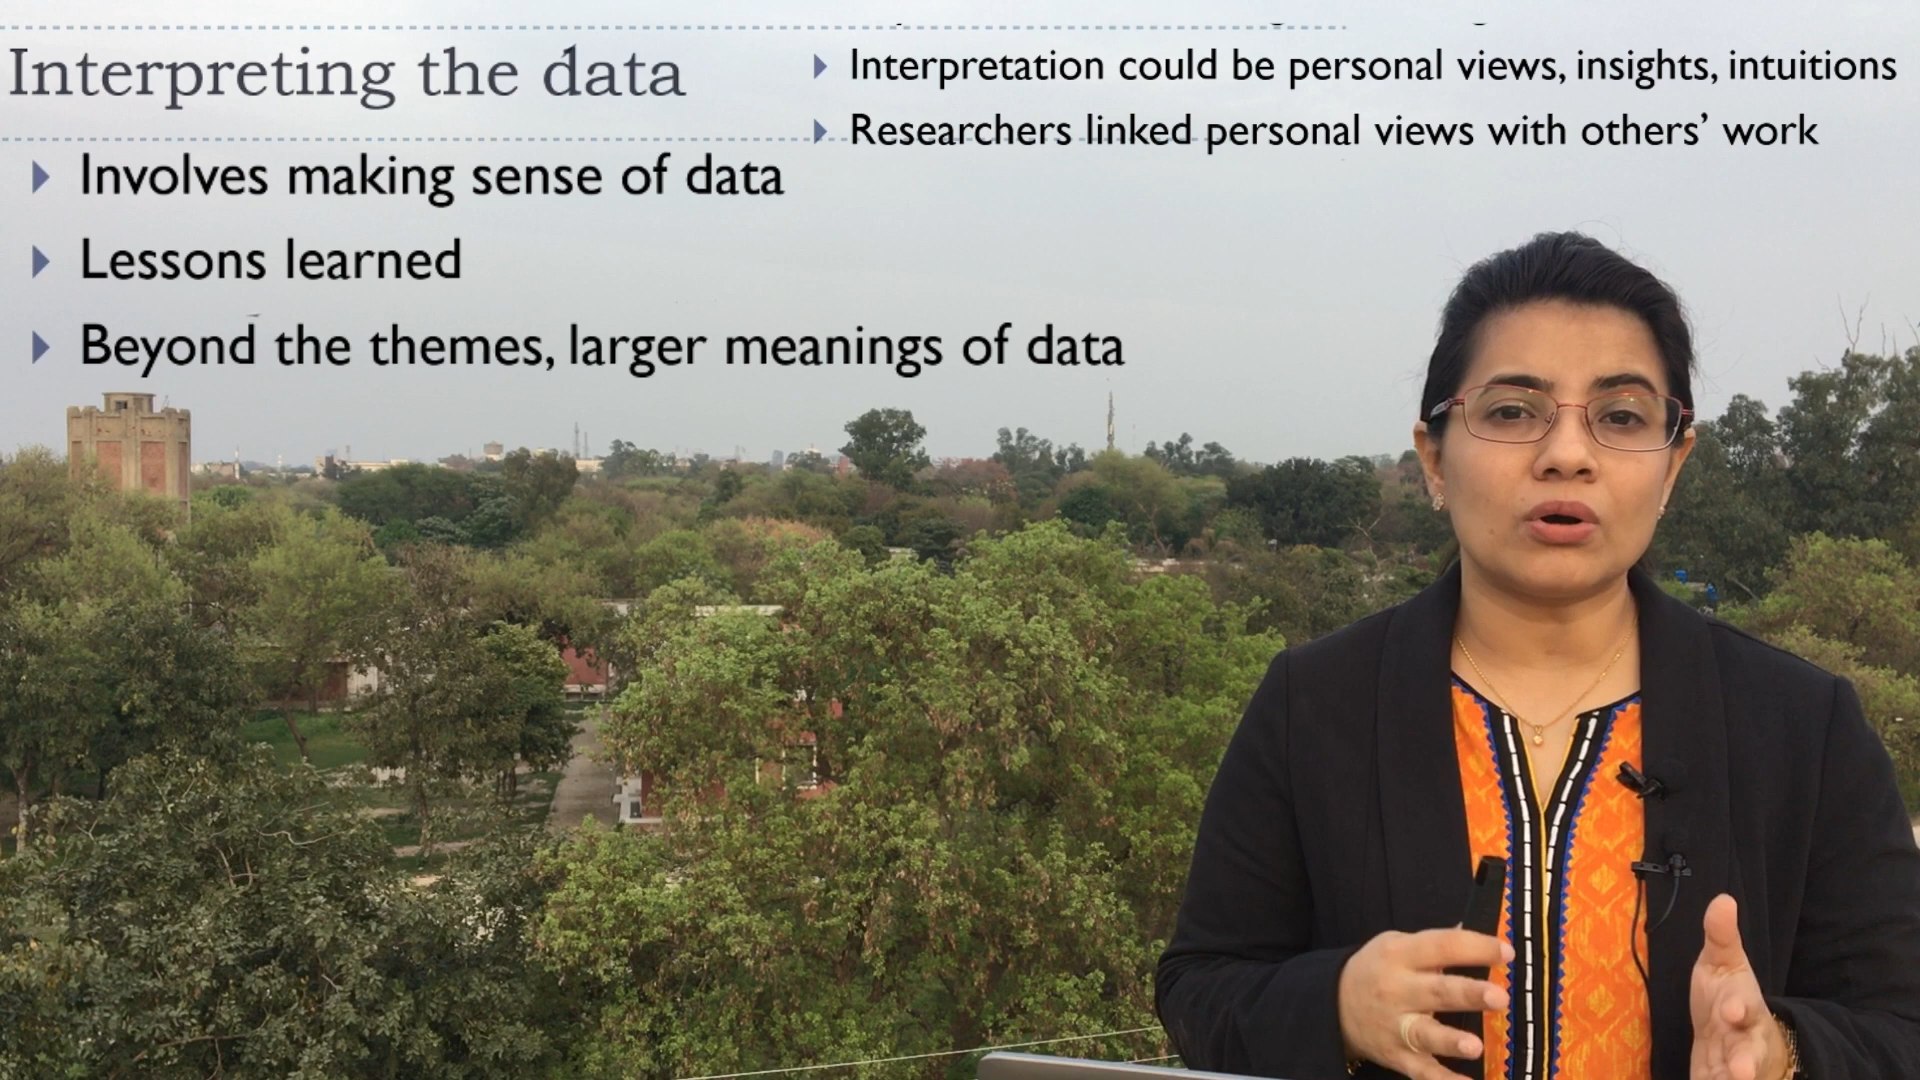 Interpreting the data
Involves making sense of data
Lessons learned
Beyond the themes, larger meanings of data
Interpretation could be personal views, insights, intuitions
Researchers linked personal views with others’ work